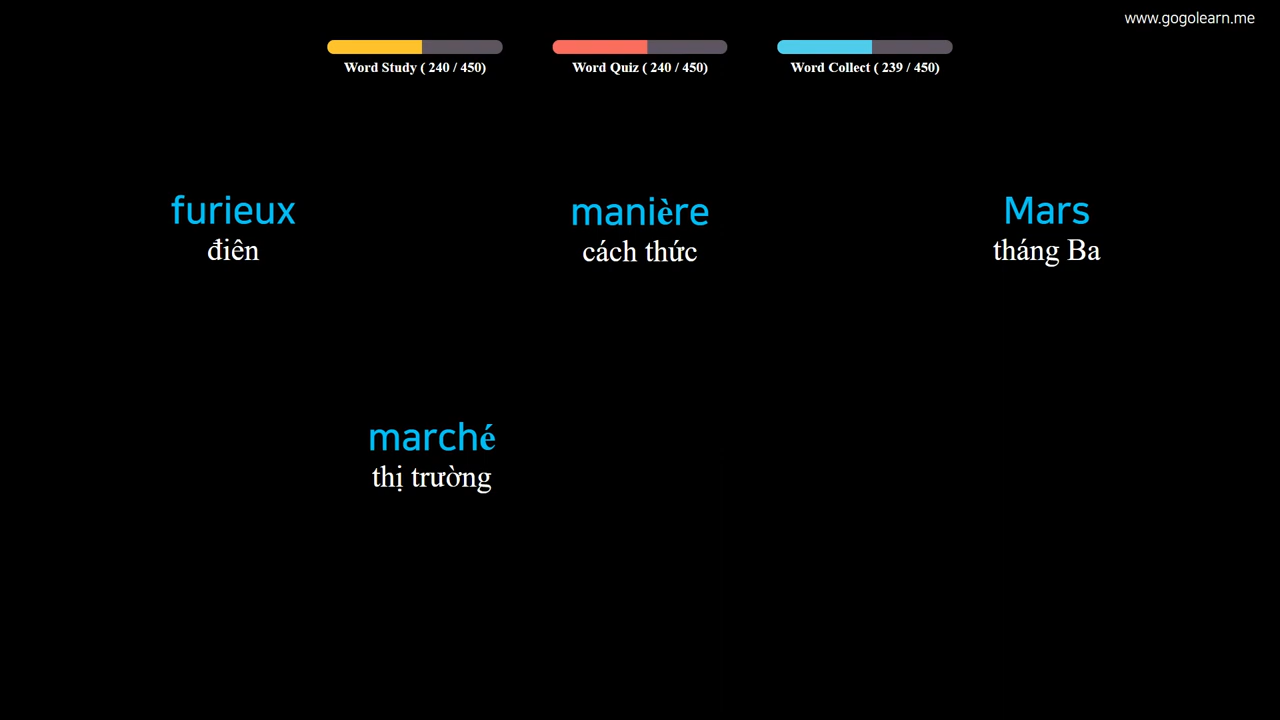 www.gogolearn.me
Word Study ( 240 / 450)
Word Quiz ( 240 / 450)
Word Collect ( 239 / 450)
furieux
điên
manière
cách thức
Mars
tháng Ba
marché
thị trường